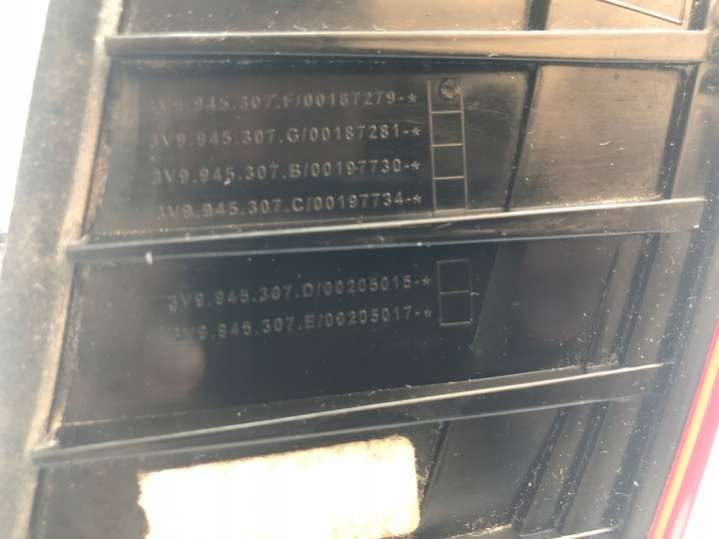 3V9.945.307.F/00187279-*
3V9.945.307.G/00187281-*
3V9.945.307.B/00197730-*
3V9.945.307.C/00197734-*
3V9.945.307.D/00205015-*
3V9.945.307.E/00205017-*